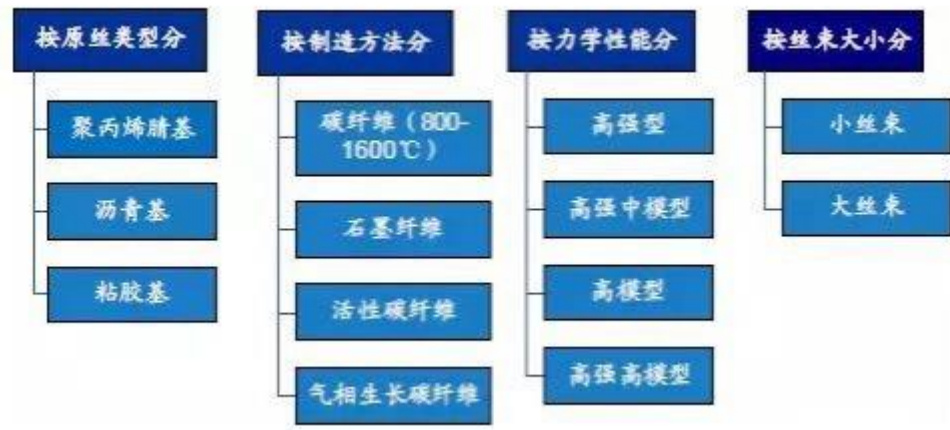 按原丝类型分
聚丙烯腈基
沥青基
粘胶基
按制造方法分
碳纤维（800-
1600℃）
石墨纤维
活性碳纤维
气相生长碳纤维
按力学性能分
高强型
高强中模型
高模型
高强高模型
按丝束大小分
小丝束
大丝束